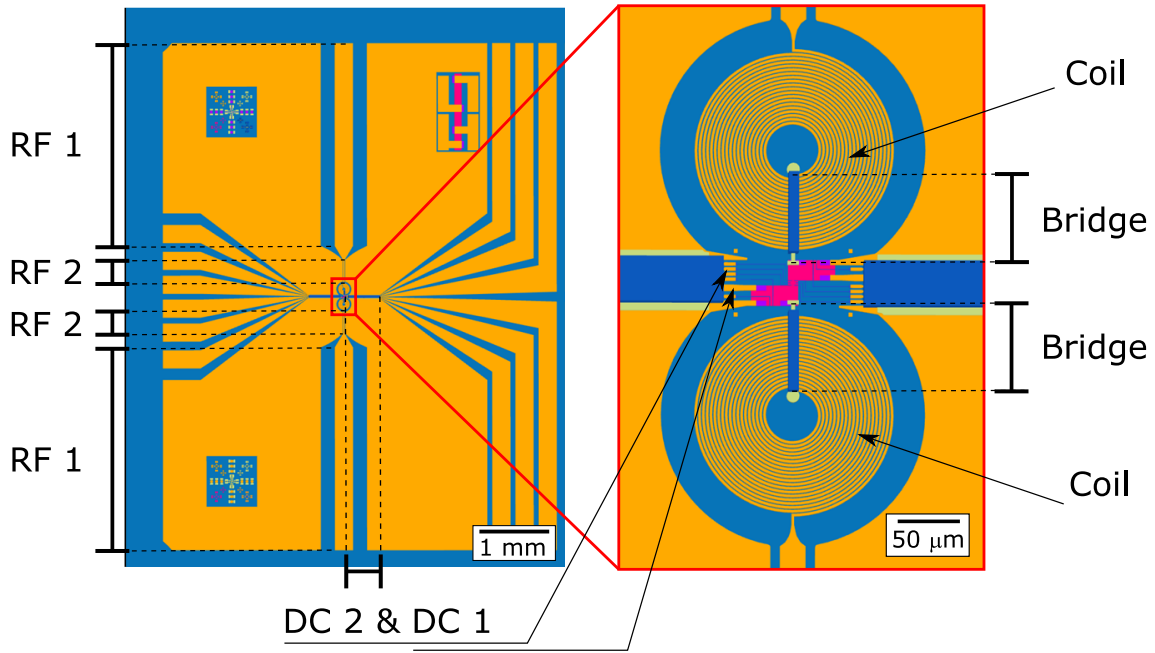 RF 1
RF 2
RF 2
RF 1
1 mm
DC 2 & DC 1
Coil
Bridge
Bridge
Coil
50 μm